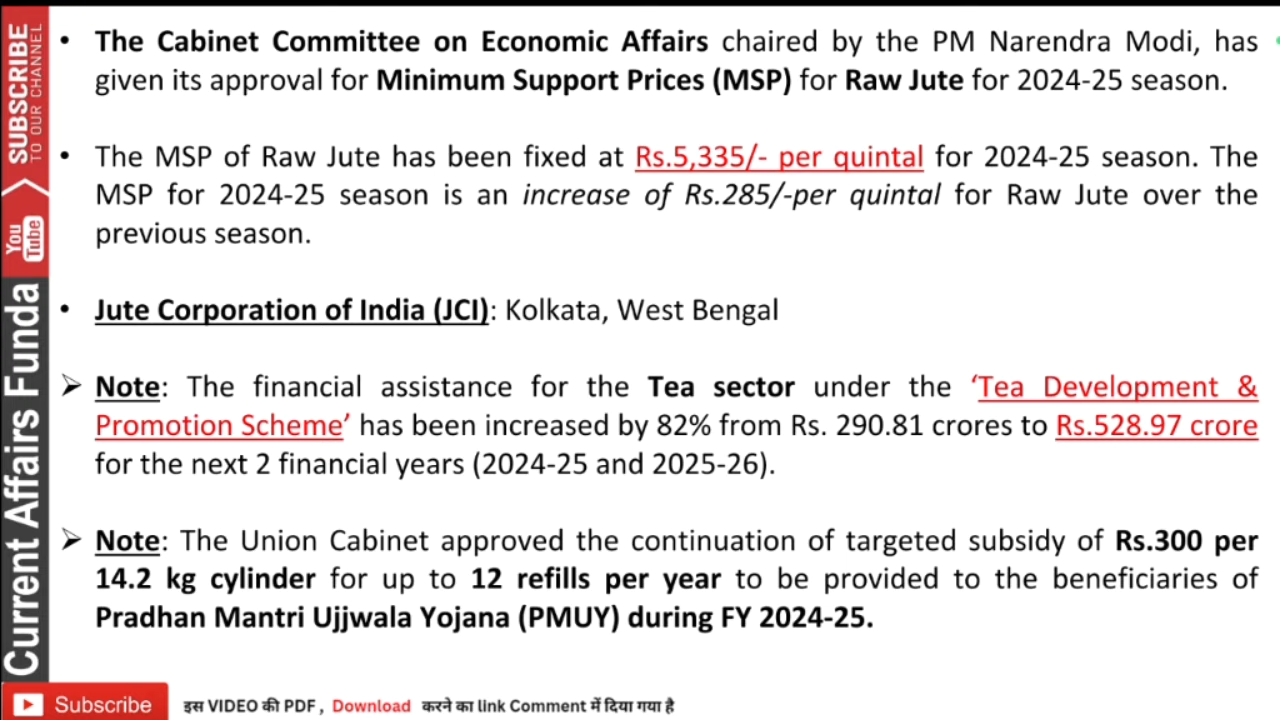 • The Cabinet Committee on Economic Affairs chaired by the PM Narendra Modi, has
given its approval for Minimum Support Prices (MSP) for Raw Jute for 2024-25 season.
• The MSP of Raw Jute has been fixed at Rs.5,335/- per quintal for 2024-25 season. The
MSP for 2024-25 season is an increase of Rs.285/-per quintal for Raw Jute over the
previous season.
• Jute Corporation of India (JCI): Kolkata, West Bengal
➢ Note: The financial assistance for the Tea sector under the ‘Tea Development &
Promotion Scheme’ has been increased by 82% from Rs. 290.81 crores to Rs.528.97 crore
for the next 2 financial years (2024-25 and 2025-26).
➢ Note: The Union Cabinet approved the continuation of targeted subsidy of Rs.300 per
14.2 kg cylinder for up to 12 refills per year to be provided to the beneficiaries of
Pradhan Mantri Ujjwala Yojana (PMUY) during FY 2024-25.
SUBSCRIBE
TO OUR CHANNEL
You
Tube
Current Affairs Funda
Subscribe
इस VIDEO की PDF , Download करने का link Comment में दिया गया है